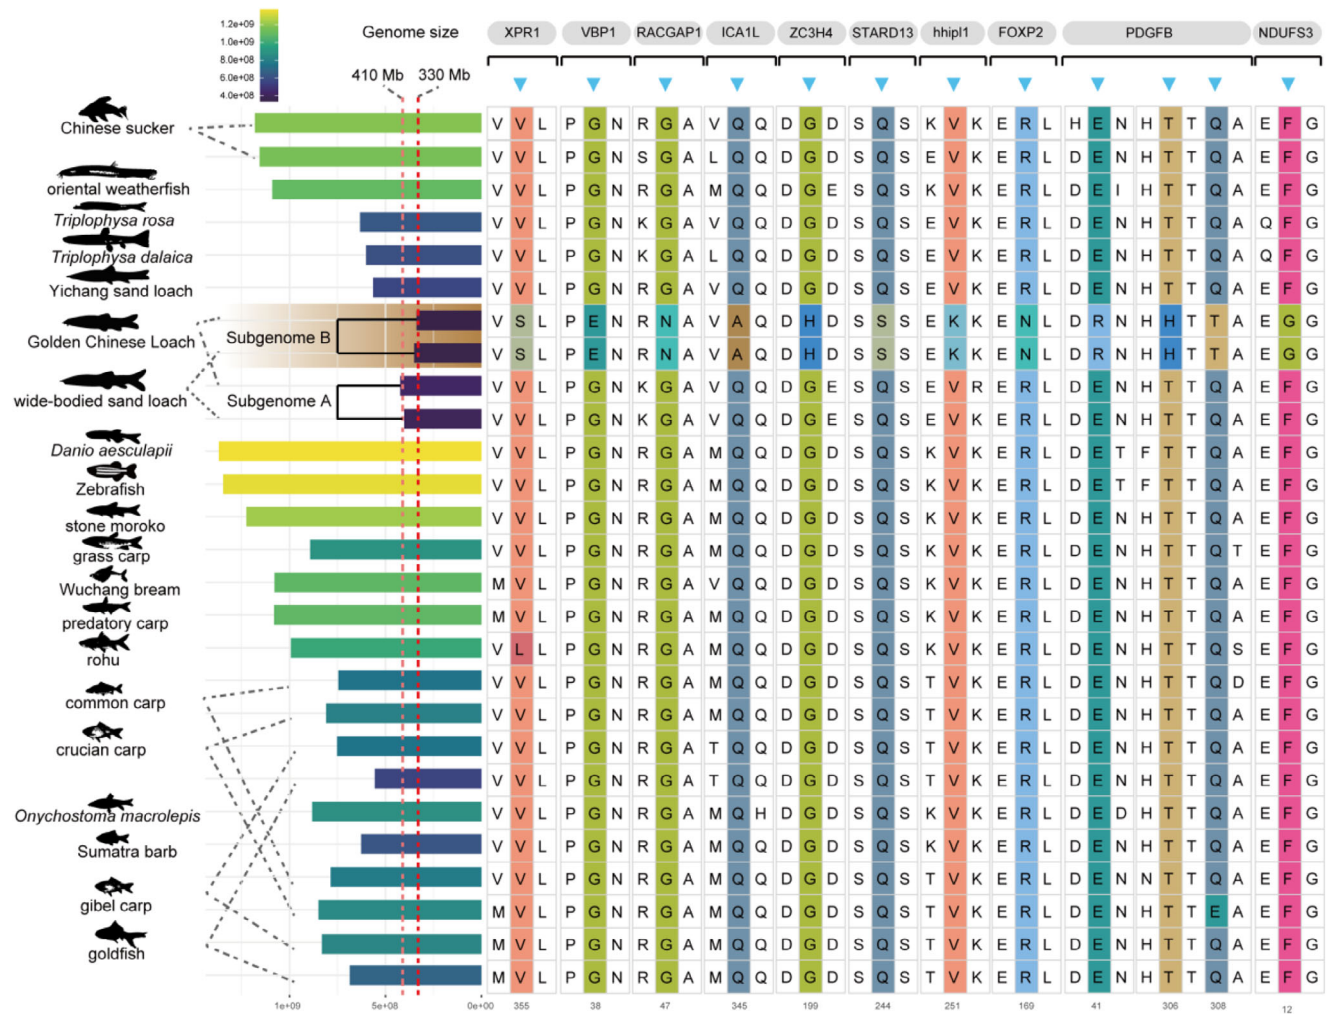 1.2e+09
1.0e+09
8.0e+08
6.0e+08
4.0e+08
Genome size
410 Mb 330 Mb
XPR1 VBP1 RACGAP1 ICA1L ZC3H4 STARD13 hhipl1 FOXP2 PDGFB NDUFS3
Chinese sucker
oriental weatherfish
Triplophysa rosa
Triplophysa dalaica
Yichang sand loach
Golden Chinese Loach
wide-bodied sand loach
Subgenome B
Subgenome A
Danio aesculapii
Zebrafish
stone moroko
grass carp
Wuchang bream
predatory carp
rohu
common carp
crucian carp
Onychostoma macrolepis
Sumatra barb
gibel carp
goldfish
V V L P G N R G A V Q Q D G D S Q S K V K E R L H E N H T T Q A E F G
V V L P G N S G A L Q Q D G D S Q S E V K E R L D E N H T T Q A E F G
V V L P G N R G A M Q Q D G E S Q S K V K E R L D E I H T T Q A E F G
V V L P G N K G A V Q Q D G D S Q S E V K E R L D E N H T T Q A Q F G
V V L P G N K G A L Q Q D G D S Q S E V K E R L D E N H T T Q A Q F G
V V L P G N R G A V Q Q D G D S Q S E V K E R L D E N H T T Q A E F G
V S L P E N R N A V A Q D H D S S S E K K E N L D R N H H T T A E G G
V S L P E N R N A V A Q D H D S S S E K K E N L D R N H H T T A E G G
V V L P G N K G A V Q Q D G E S Q S E V R E R L D E N H T T Q A E F G
V V L P G N K G A V Q Q D G E S Q S E V K E R L D E N H T T Q A E F G
V V L P G N R G A M Q Q D G D S Q S K V K E R L D E T F T T Q A E F G
V V L P G N R G A M Q Q D G D S Q S K V K E R L D E T F T T Q A E F G
V V L P G N R G A M Q Q D G D S Q S K V K E R L D E N H T T Q A E F G
V V L P G N R G A M Q Q D G D S Q S K V K E R L D E N H T T Q T E F G
M V L P G N R G A V Q Q D G D S Q S K V K E R L D E N H T T Q A E F G
M V L P G N R G A M Q Q D G D S Q S K V K E R L D E N H T T Q A E F G
V L L P G N R G A M Q Q D G D S Q S K V K E R L D E N H T T Q S E F G
V V L P G N R G A M Q Q D G D S Q S T V K E R L D E N H T T Q D E F G
V V L P G N R G A M Q Q D G D S Q S T V K E R L D E N H T T Q A E F G
V V L P G N R G A T Q Q D G D S Q S T V K E R L D E N H T T Q A E F G
V V L P G N R G A T Q Q D G D S Q S T V K E R L D E N H T T Q A E F G
V V L P G N R G A M Q H D G D S Q S K V K E R L D E D H T T Q A E F G
V V L P G N R G A M Q Q D G D S Q S K V K E R L D E N H T T Q A E F G
V V L P G N R G A M Q Q D G D S Q S T V K E R L D E N N T T Q A E F G
M V L P G N R G A M Q Q D G D S Q S T V K E R L D E N H T T E A E F G
M V L P G N R G A M Q Q D G D S Q S T V K E R L D E N H T T Q A E F G
M V L P G N R G A M Q Q D G D S Q S T V K E R L D E N H T T Q A E F G
1e+09 5e+08 0e+00 355 38 47 345 199 244 251 169 41 306 308 12